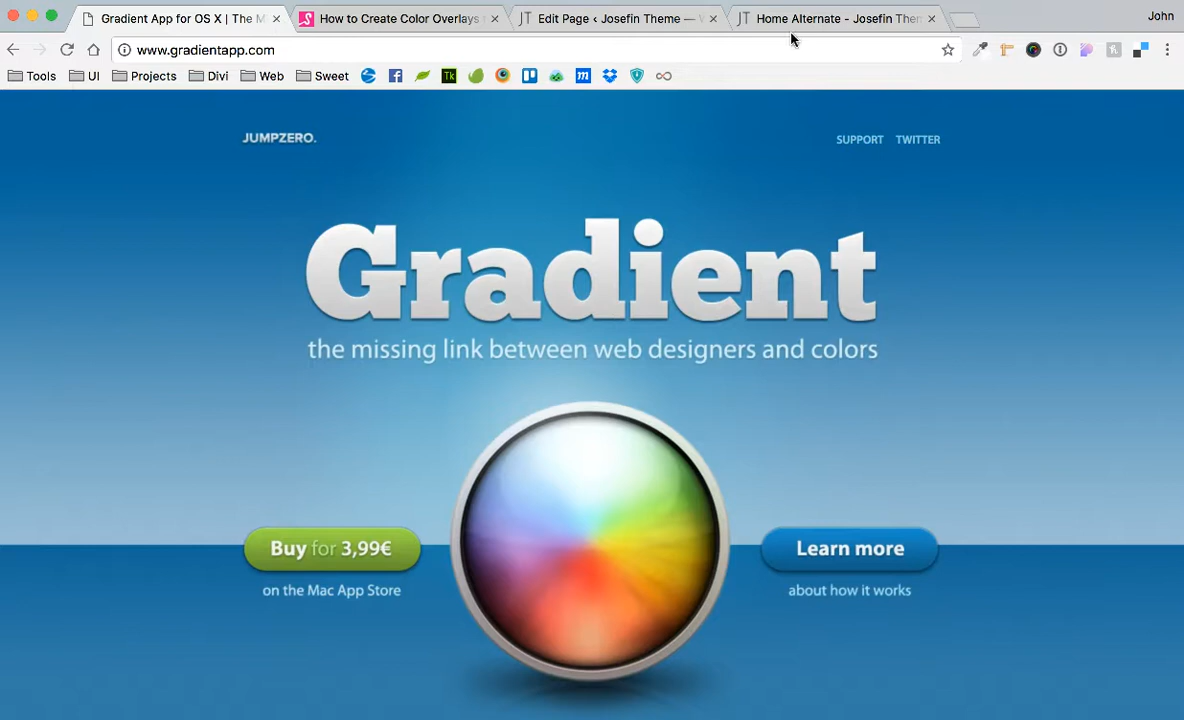 Gradient App for OS X | The M
How to Create Color Overlays
Edit Page ‹ Josefin Theme —
Home Alternate - Josefin Then
John
www.gradientapp.com
Tools
UI
Projects
Divi
Web
Sweet
Tk
m
JUMPZERO.
SUPPORT
TWITTER
Gradient
the missing link between web designers and colors
Buy for 3,99€
on the Mac App Store
Learn more
about how it works